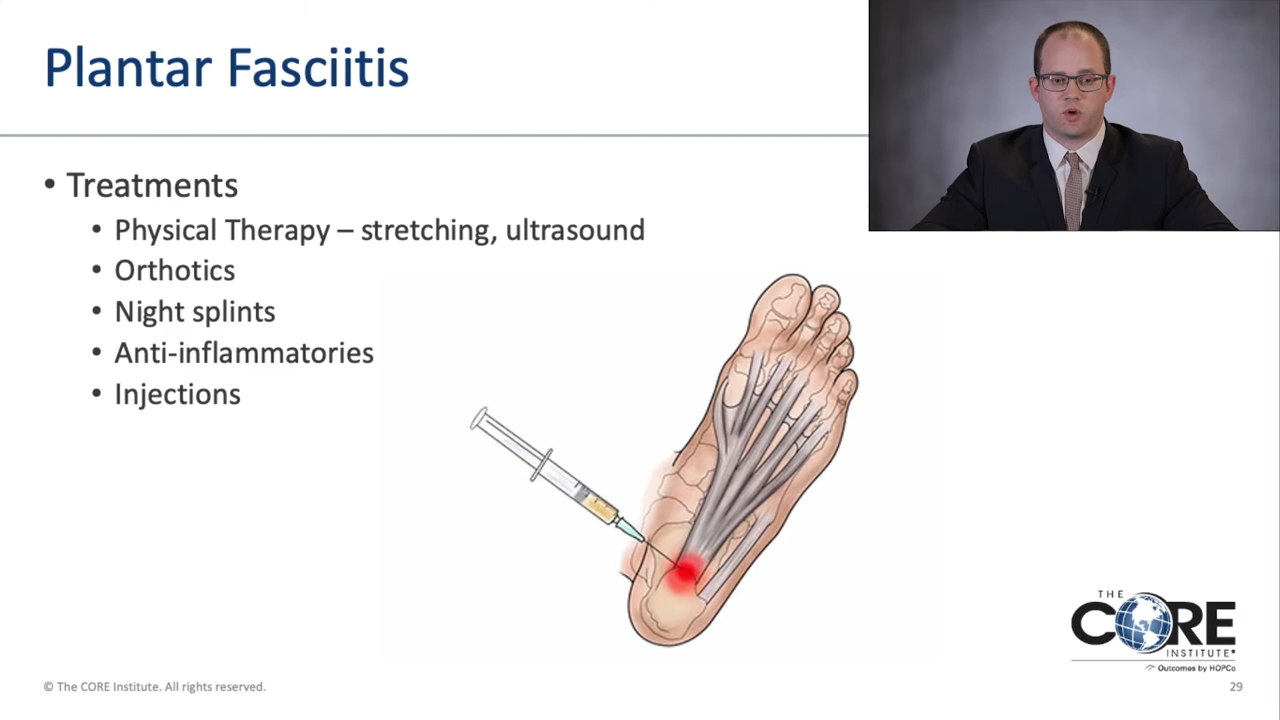 Plantar Fasciitis
• Treatments
• Physical Therapy – stretching, ultrasound
• Orthotics
• Night splints
• Anti-inflammatories
• Injections
THE
CORE
INSTITUTE®
Outcomes by HOPCo
© The CORE Institute. All rights reserved.
29